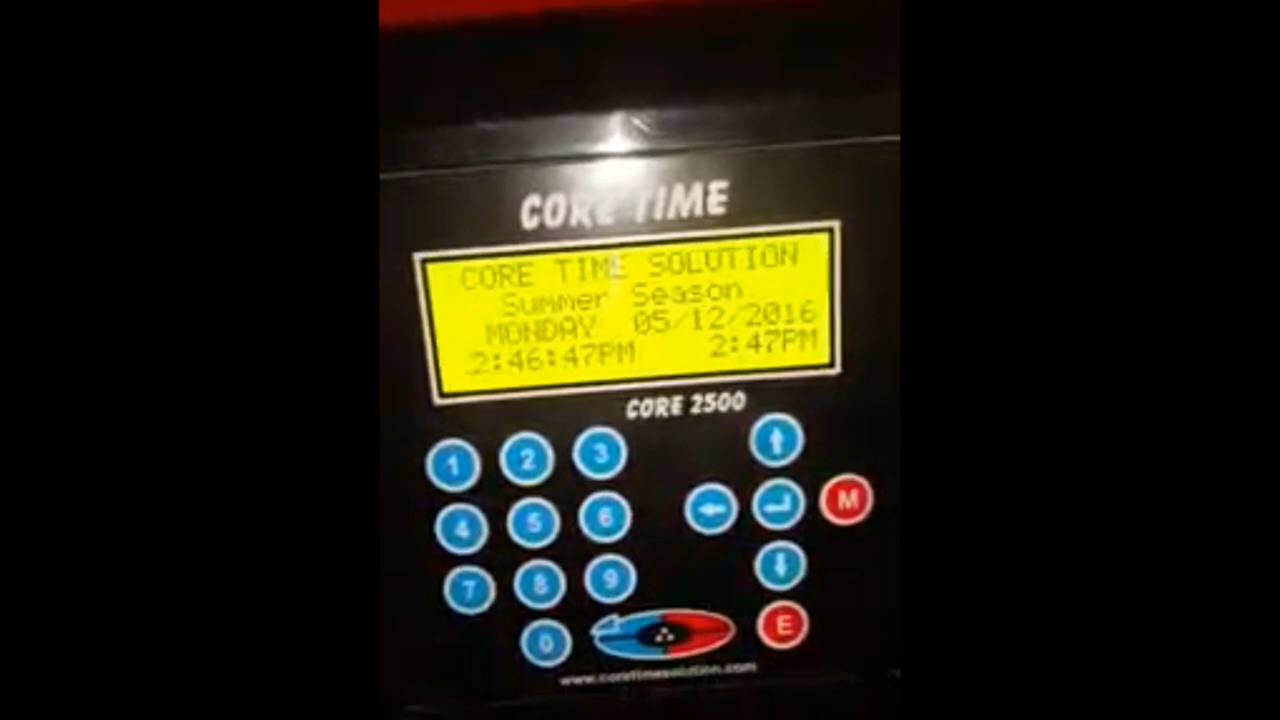 CORE TIME
CORE TIME SOLUTION
Summer Season
MONDAY 05/12/2016
2:46:47PM 2:47PM
CORE 2500
1 2 3
4 5 6 M
7 8 9
0 E
www.coretimesolution.com